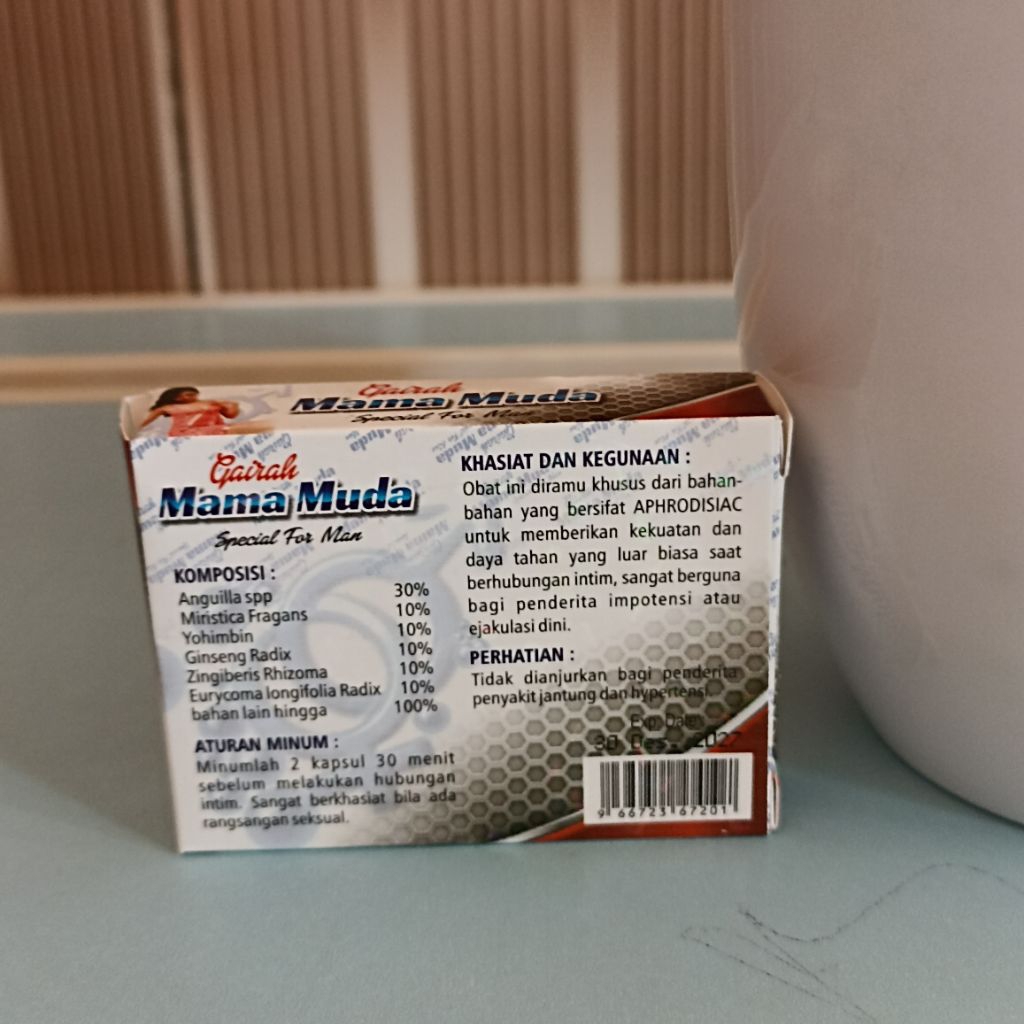 Gairah
Mama Muda
Special For Man
Gairah
Mama Muda
Special For Man
KOMPOSISI :
Anguilla spp 30%
Miristica Fragans 10%
Yohimbin 10%
Ginseng Radix 10%
Zingiberis Rhizoma 10%
Eurycoma longifolia Radix 10%
bahan lain hingga 100%
ATURAN MINUM :
Minumlah 2 kapsul 30 menit
sebelum melakukan hubungan
intim. Sangat berkhasiat bila ada
rangsangan seksual.
KHASIAT DAN KEGUNAAN :
Obat ini diramu khusus dari bahan-
bahan yang bersifat APHRODISIAC
untuk memberikan kekuatan dan
daya tahan yang luar biasa saat
berhubungan intim, sangat berguna
bagi penderita impotensi atau
ejakulasi dini.
PERHATIAN :
Tidak dianjurkan bagi penderita
penyakit jantung dan hypertensi.
Exp. Date
30 Des. 2027
9 66723 67201